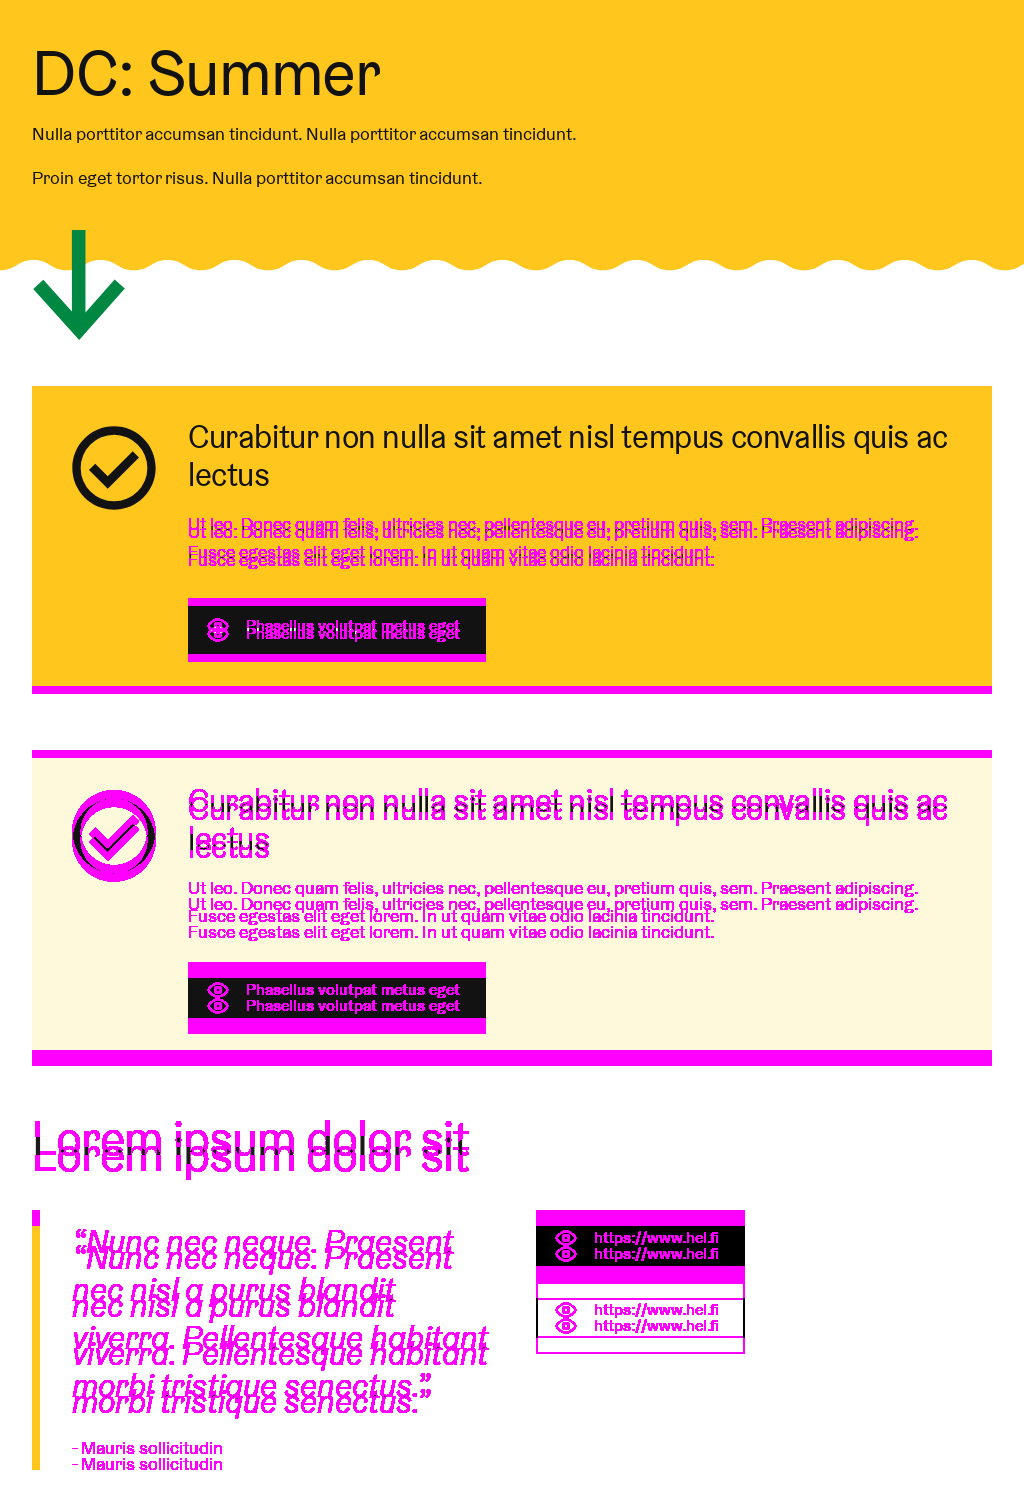 DC: Summer
Nulla porttitor accumsan tincidunt. Nulla porttitor accumsan tincidunt.
Proin eget tortor risus. Nulla porttitor accumsan tincidunt.
Curabitur non nulla sit amet nisl tempus convallis quis ac
lectus
Ut leo. Donec quam felis, ultricies nec, pellentesque eu, pretium quis, sem. Praesent adipiscing.
Ut leo. Donec quam felis, ultricies nec, pellentesque eu, pretium quis, sem. Praesent adipiscing.
Fusce egestas elit eget lorem. In ut quam vitae odio lacinia tincidunt.
Fusce egestas elit eget lorem. In ut quam vitae odio lacinia tincidunt.
Phasellus volutpat metus eget
Phasellus volutpat metus eget
Curabitur non nulla sit amet nisl tempus convallis quis ac
Curabitur non nulla sit amet nisl tempus convallis quis ac
lectus
lectus
Ut leo. Donec quam felis, ultricies nec, pellentesque eu, pretium quis, sem. Praesent adipiscing.
Ut leo. Donec quam felis, ultricies nec, pellentesque eu, pretium quis, sem. Praesent adipiscing.
Fusce egestas elit eget lorem. In ut quam vitae odio lacinia tincidunt.
Fusce egestas elit eget lorem. In ut quam vitae odio lacinia tincidunt.
Phasellus volutpat metus eget
Phasellus volutpat metus eget
Lorem ipsum dolor sit
Lorem ipsum dolor sit
“Nunc nec neque. Praesent
“Nunc nec neque. Praesent
nec nisl a purus blandit
nec nisl a purus blandit
viverra. Pellentesque habitant
viverra. Pellentesque habitant
morbi tristique senectus.”
morbi tristique senectus.”
- Mauris sollicitudin
- Mauris sollicitudin
https://www.hel.fi
https://www.hel.fi
https://www.hel.fi
https://www.hel.fi